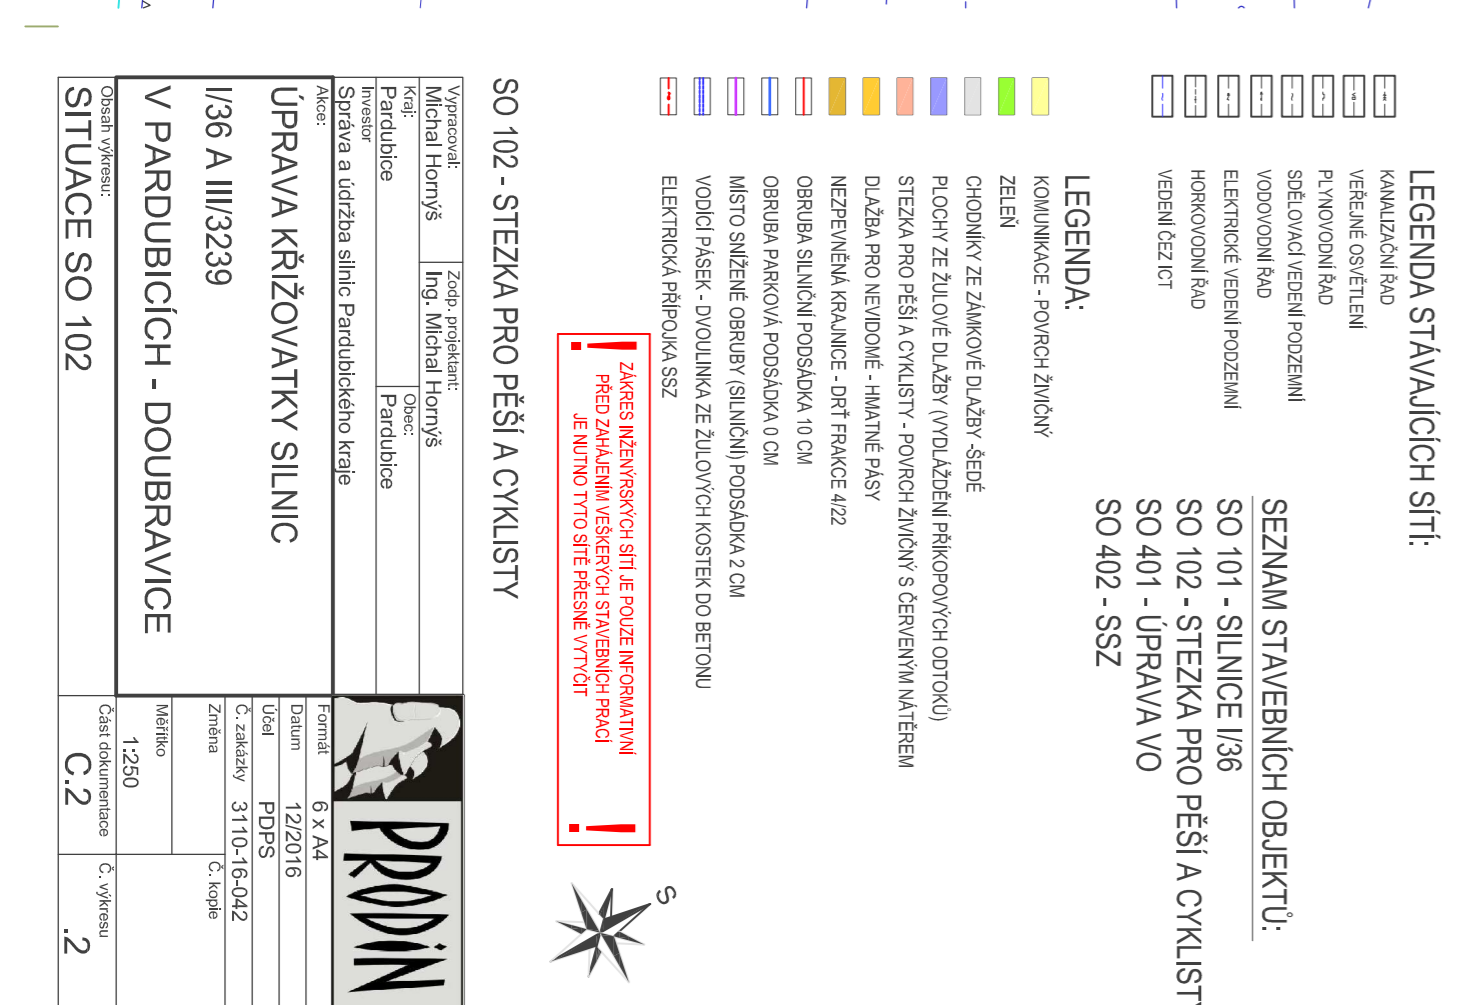 LEGENDA STÁVAJÍCÍCH SÍTÍ:
KANALIZAČNÍ ŘAD
VEŘEJNÉ OSVĚTLENÍ
PLYNOVODNÍ ŘAD
SDĚLOVACÍ VEDENÍ PODZEMNÍ
VODOVODNÍ ŘAD
ELEKTRICKÉ VEDENÍ PODZEMNÍ
HORKOVODNÍ ŘAD
VEDENÍ ČEZ ICT
SEZNAM STAVEBNÍCH OBJEKTŮ:
SO 101 - SILNICE I/36
SO 102 - STEZKA PRO PĚŠÍ A CYKLISTY
SO 401 - ÚPRAVA VO
SO 402 - SSZ
LEGENDA:
KOMUNIKACE - POVRCH ŽIVIČNÝ
ZELEŇ
CHODNÍKY ZE ZÁMKOVÉ DLAŽBY -ŠEDÉ
PLOCHY ZE ŽULOVÉ DLAŽBY (VYDLÁŽDĚNÍ PŘÍKOPOVÝCH ODTOKŮ)
STEZKA PRO PĚŠÍ A CYKLISTY - POVRCH ŽIVIČNÝ S ČERVENÝM NÁTĚREM
DLAŽBA PRO NEVIDOMÉ - HMATNÉ PÁSY
NEZPEVNĚNÁ KRAJNICE - DRŤ FRAKCE 4/22
OBRUBA SILNIČNÍ PODSÁDKA 10 CM
OBRUBA PARKOVÁ PODSÁDKA 0 CM
MÍSTO SNÍŽENÉ OBRUBY (SILNIČNÍ) PODSÁDKA 2 CM
VODÍCÍ PÁSEK - DVOULINKA ZE ŽULOVÝCH KOSTEK DO BETONU
ELEKTRICKÁ PŘÍPOJKA SSZ
! ZÁKRES INŽENÝRSKÝCH SÍTÍ JE POUZE INFORMATIVNÍ !
PŘED ZAHÁJENÍM VEŠKERÝCH STAVEBNÍCH PRACÍ
JE NUTNO TYTO SÍTĚ PŘESNĚ VYTYČIT
S
SO 102 - STEZKA PRO PĚŠÍ A CYKLISTY
Vypracoval:
Michal Hornýš
Zodp. projektant:
Ing. Michal Hornýš
Kraj:
Pardubice
Obec:
Pardubice
Investor
Správa a údržba silnic Pardubického kraje
Akce:
ÚPRAVA KŘIŽOVATKY SILNIC
I/36 A III/3239
V PARDUBICÍCH - DOUBRAVICE
Obsah výkresu:
SITUACE SO 102
PRODIN
Formát 6 x A4
Datum 12/2016
Účel PDPS
Č. zakázky 3110-16-042
Změna
Č. kopie
Měřítko
1:250
Část dokumentace
C.2
Č. výkresu
.2